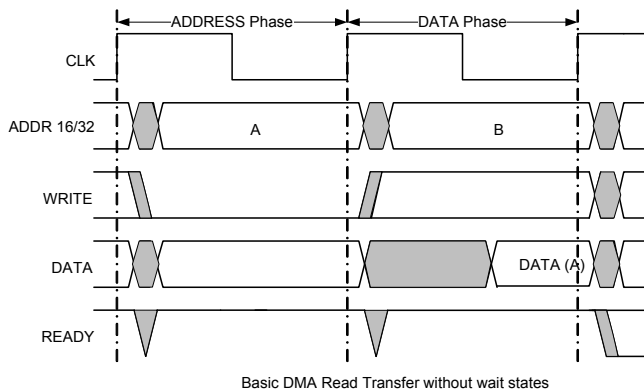 ADDRESS Phase DATA Phase
CLK
ADDR 16/32 A B
WRITE
DATA DATA (A)
READY
Basic DMA Read Transfer without wait states